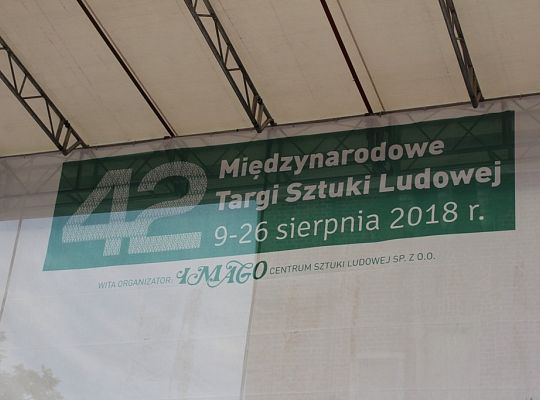 42 Międzynarodowe
Targi Sztuki Ludowej
9-26 sierpnia 2018 r.
WITA ORGANIZATOR: IMAGO CENTRUM SZTUKI LUDOWEJ SP. Z O.O.